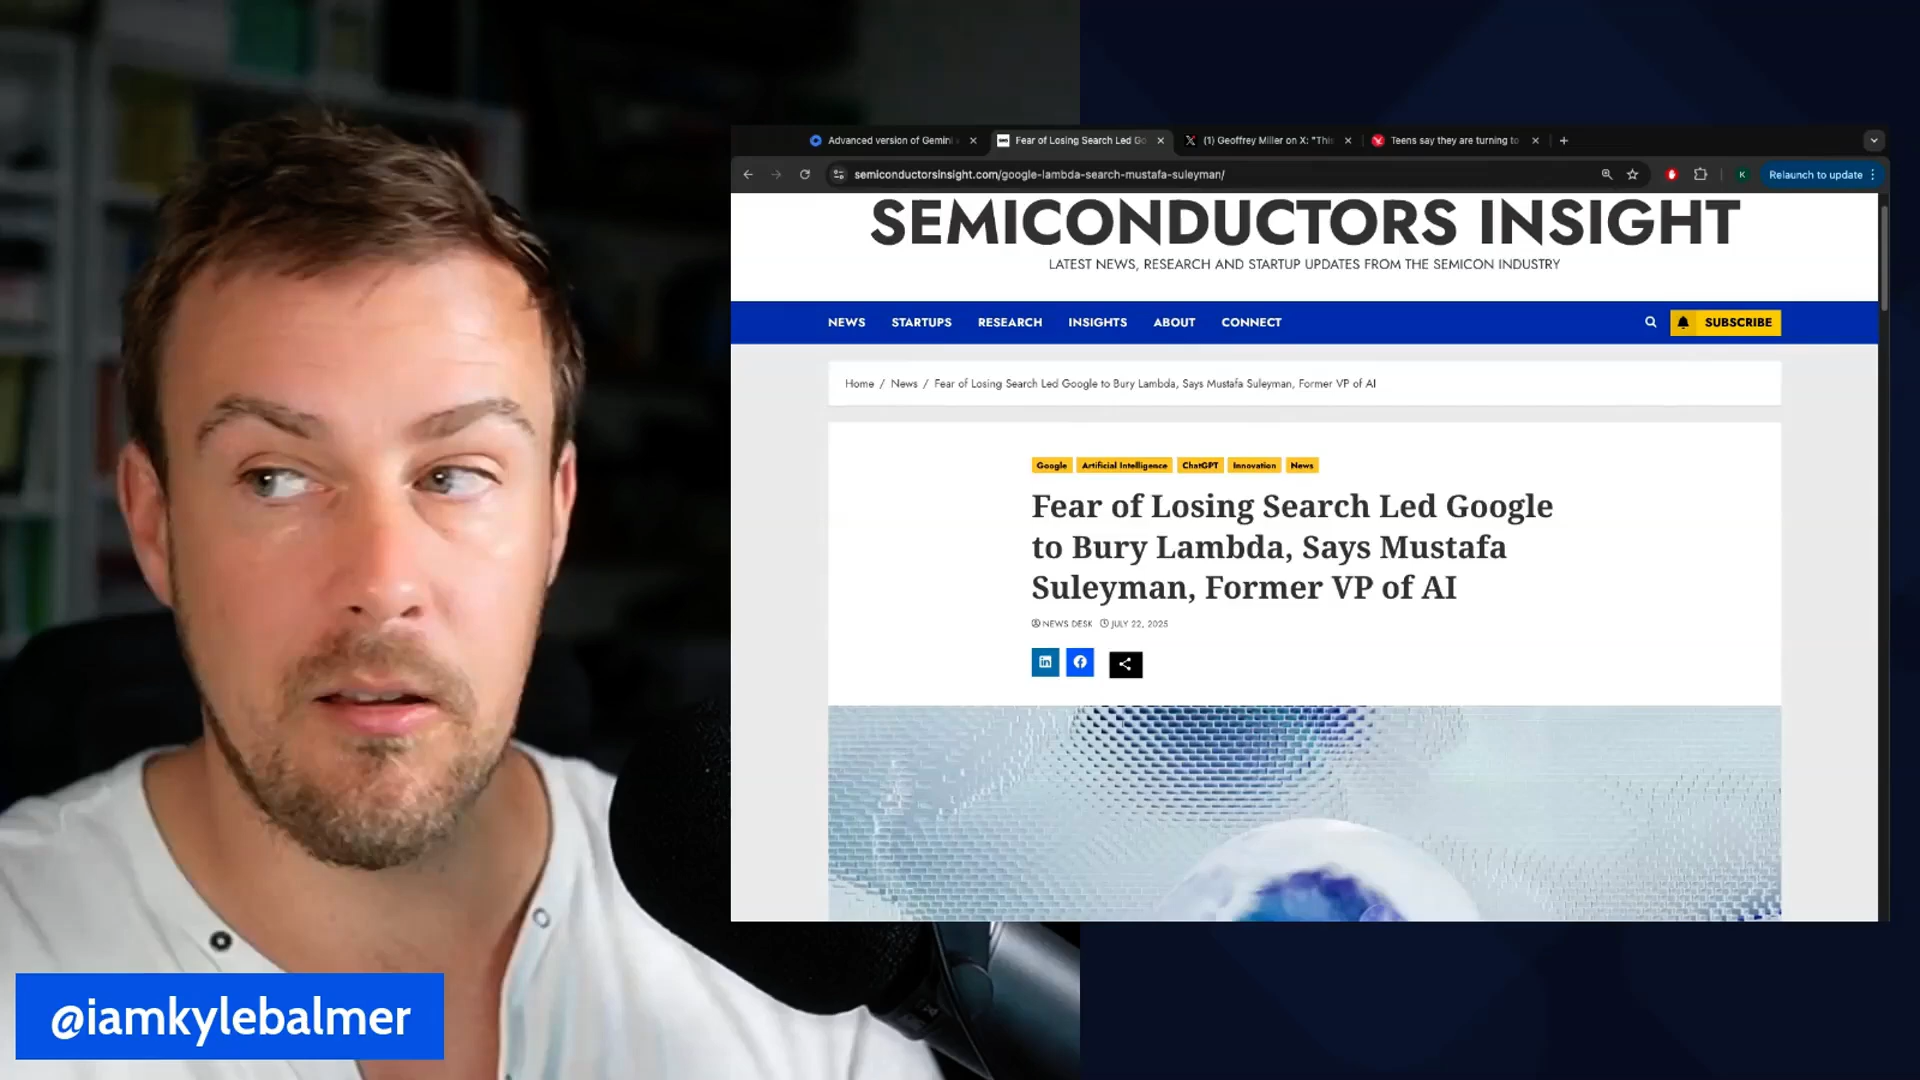 Advanced version of Gemini
Fear of Losing Search Led Go
(1) Geoffrey Miller on X: "This
Teens say they are turning to
semiconductorsinsight.com/google-lambda-search-mustafa-suleyman/
K
Relaunch to update
SEMICONDUCTORS INSIGHT
LATEST NEWS, RESEARCH AND STARTUP UPDATES FROM THE SEMICON INDUSTRY
NEWS STARTUPS RESEARCH INSIGHTS ABOUT CONNECT
SUBSCRIBE
Home / News / Fear of Losing Search Led Google to Bury Lambda, Says Mustafa Suleyman, Former VP of AI
Google Artificial Intelligence ChatGPT Innovation News
Fear of Losing Search Led Google
to Bury Lambda, Says Mustafa
Suleyman, Former VP of AI
NEWS DESK JULY 22, 2025
@iamkylebalmer